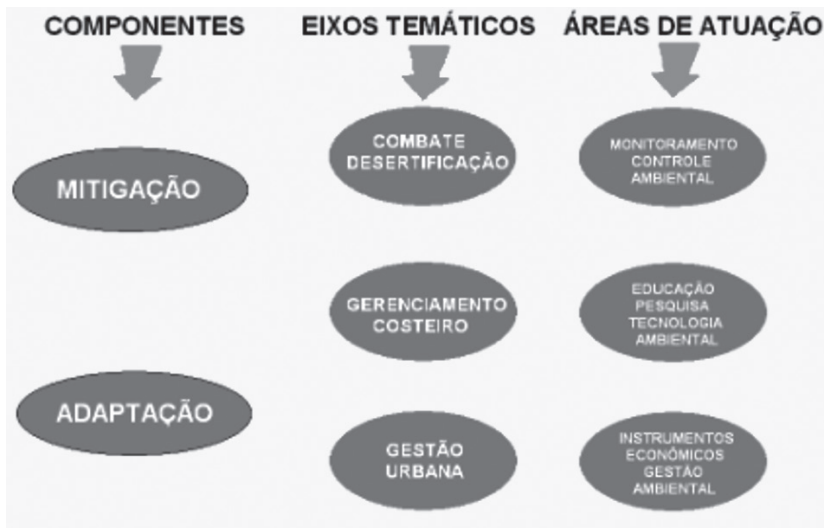 COMPONENTES
MITIGAÇÃO
ADAPTAÇÃO
EIXOS TEMÁTICOS
COMBATE
DESERTIFICAÇÃO
GERENCIAMENTO
COSTEIRO
GESTÃO
URBANA
ÁREAS DE ATUAÇÃO
MONITORAMENTO
CONTROLE
AMBIENTAL
EDUCAÇÃO
PESQUISA
TECNOLOGIA
AMBIENTAL
INSTRUMENTOS
ECONÔMICOS
GESTÃO
AMBIENTAL